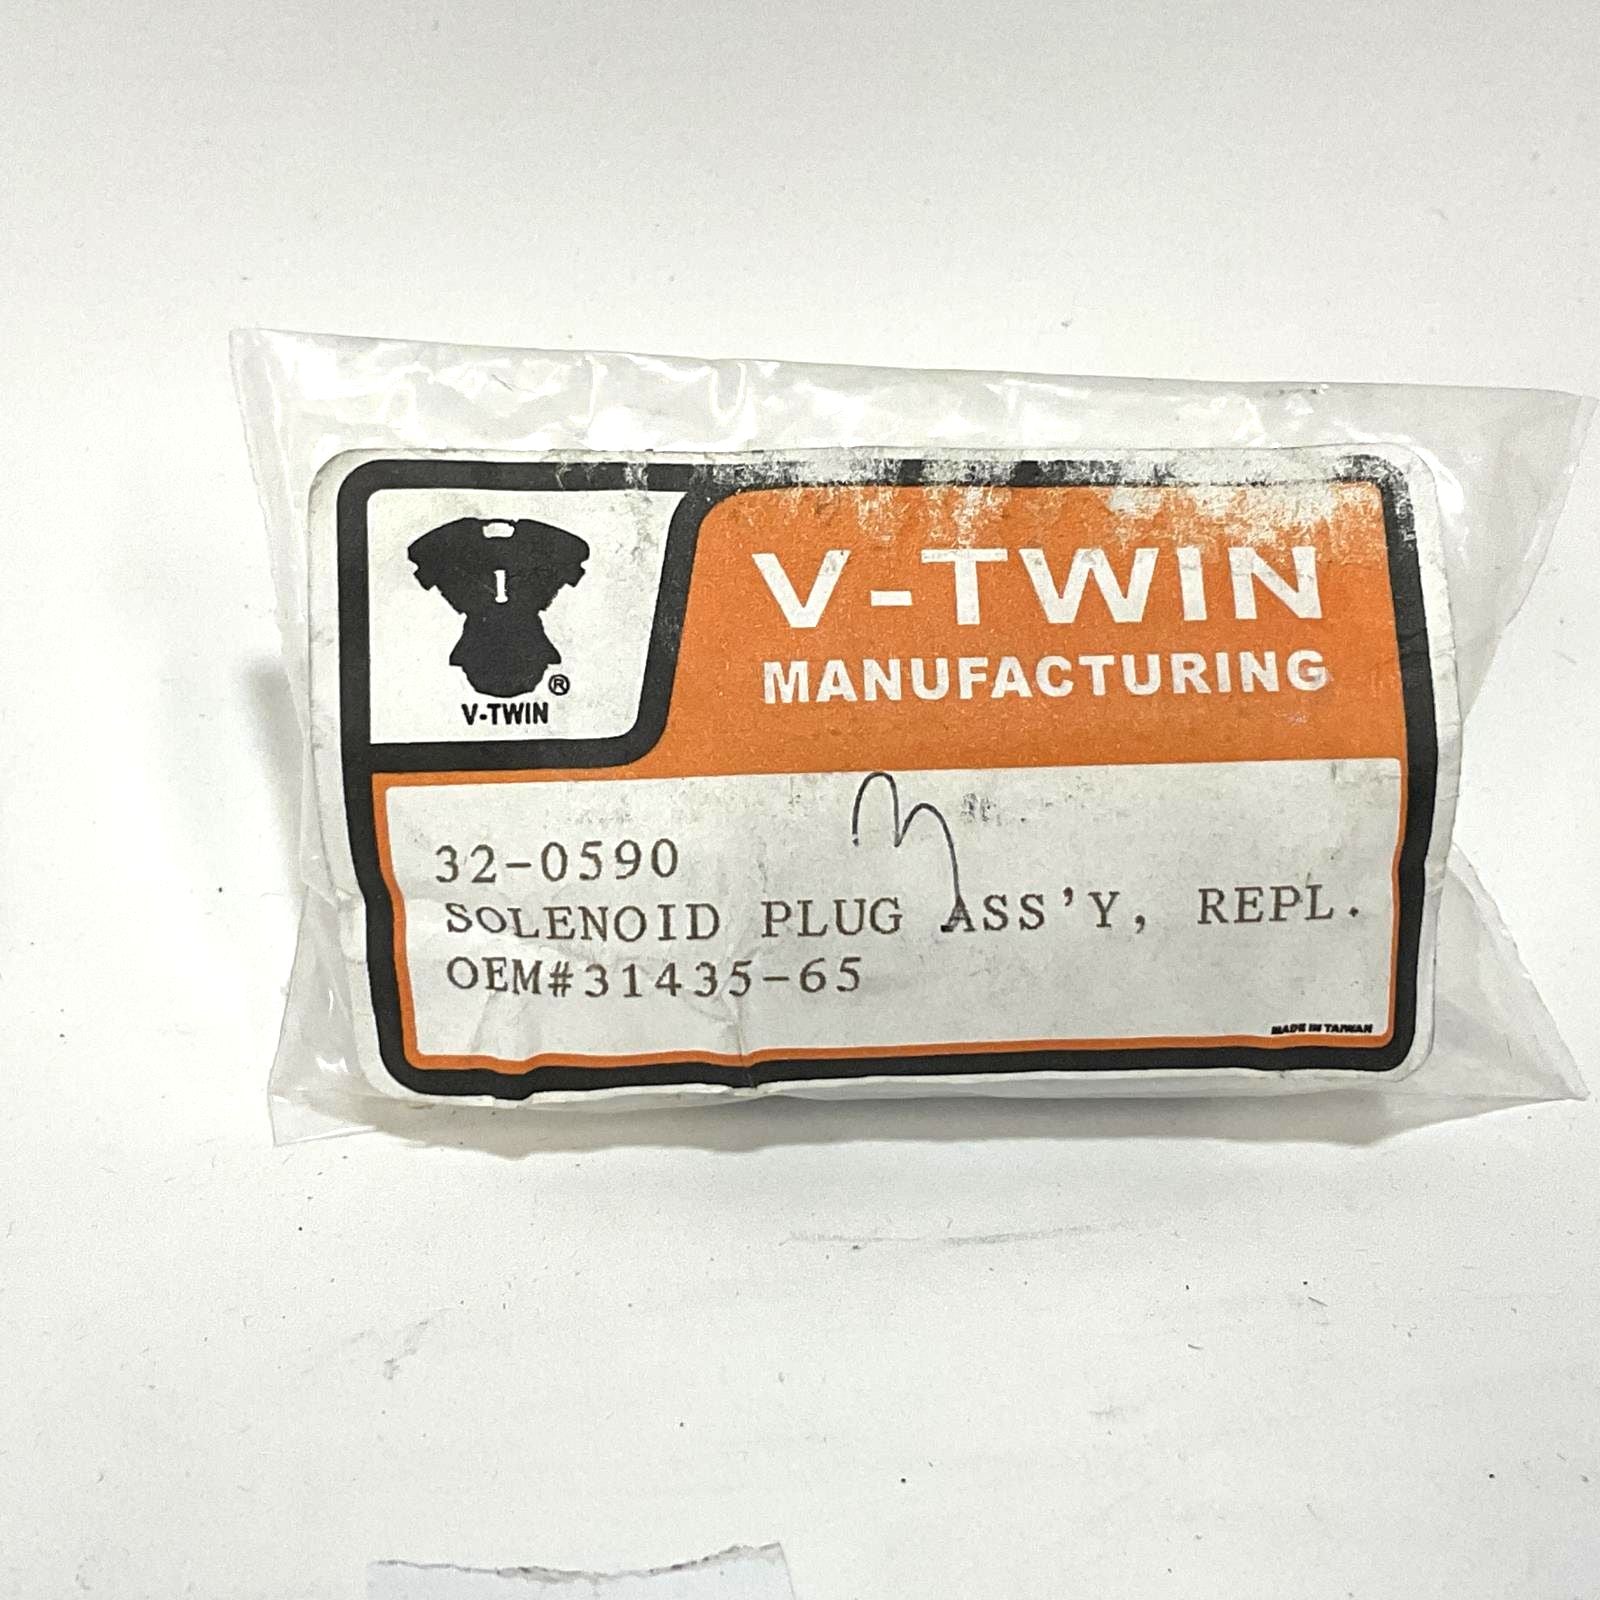 V-TWIN
MANUFACTURING
®
V-TWIN
32-0590
SOLENOID PLUG ASS'Y, REPL.
OEM#31435-65
MADE IN TAIWAN